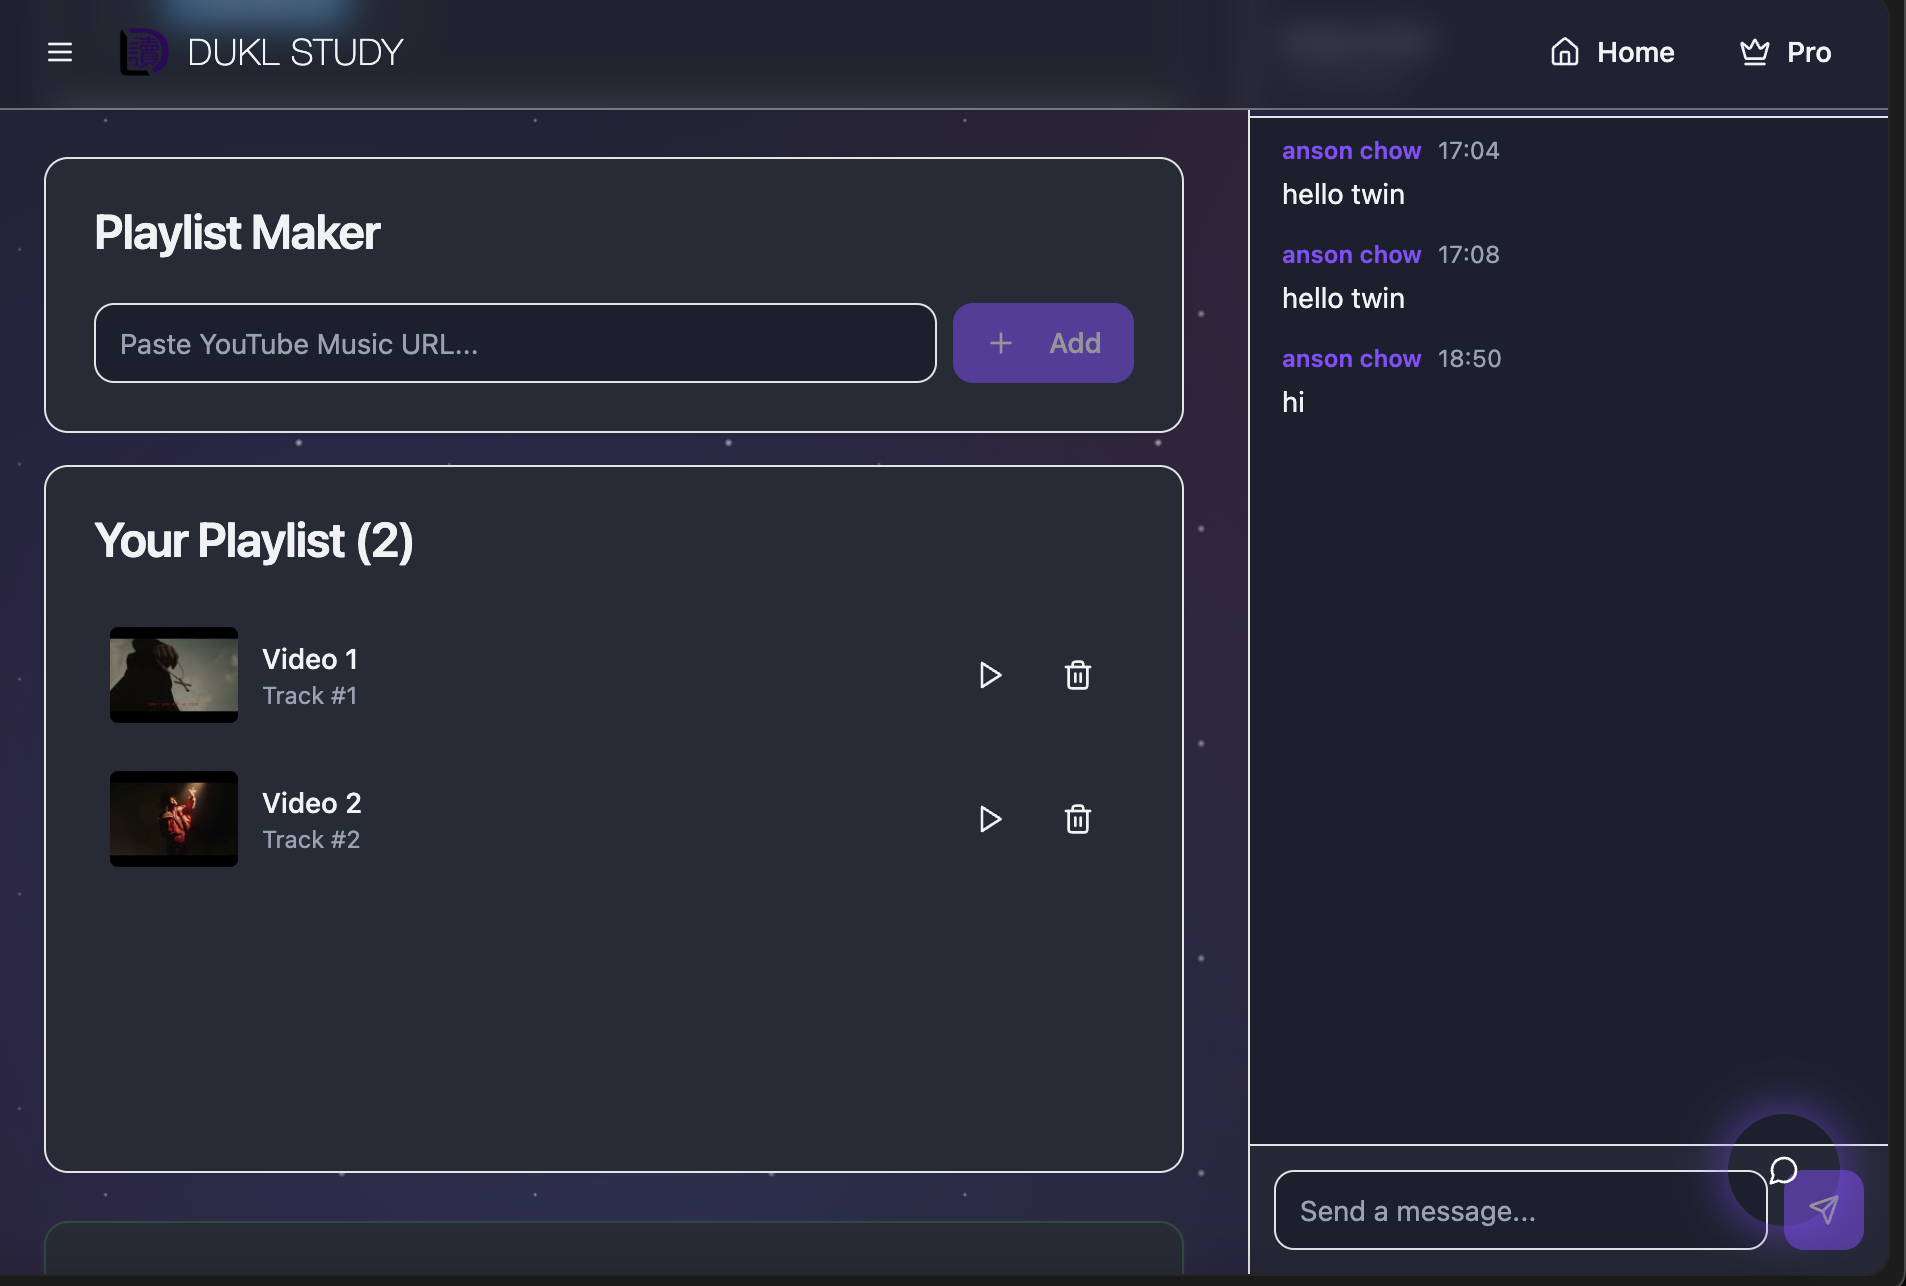 讀 DUKL STUDY
Home
Pro
Playlist Maker
Paste YouTube Music URL...
+ Add
Your Playlist (2)
Video 1
Track #1
Video 2
Track #2
anson chow 17:04
hello twin
anson chow 17:08
hello twin
anson chow 18:50
hi
Send a message...